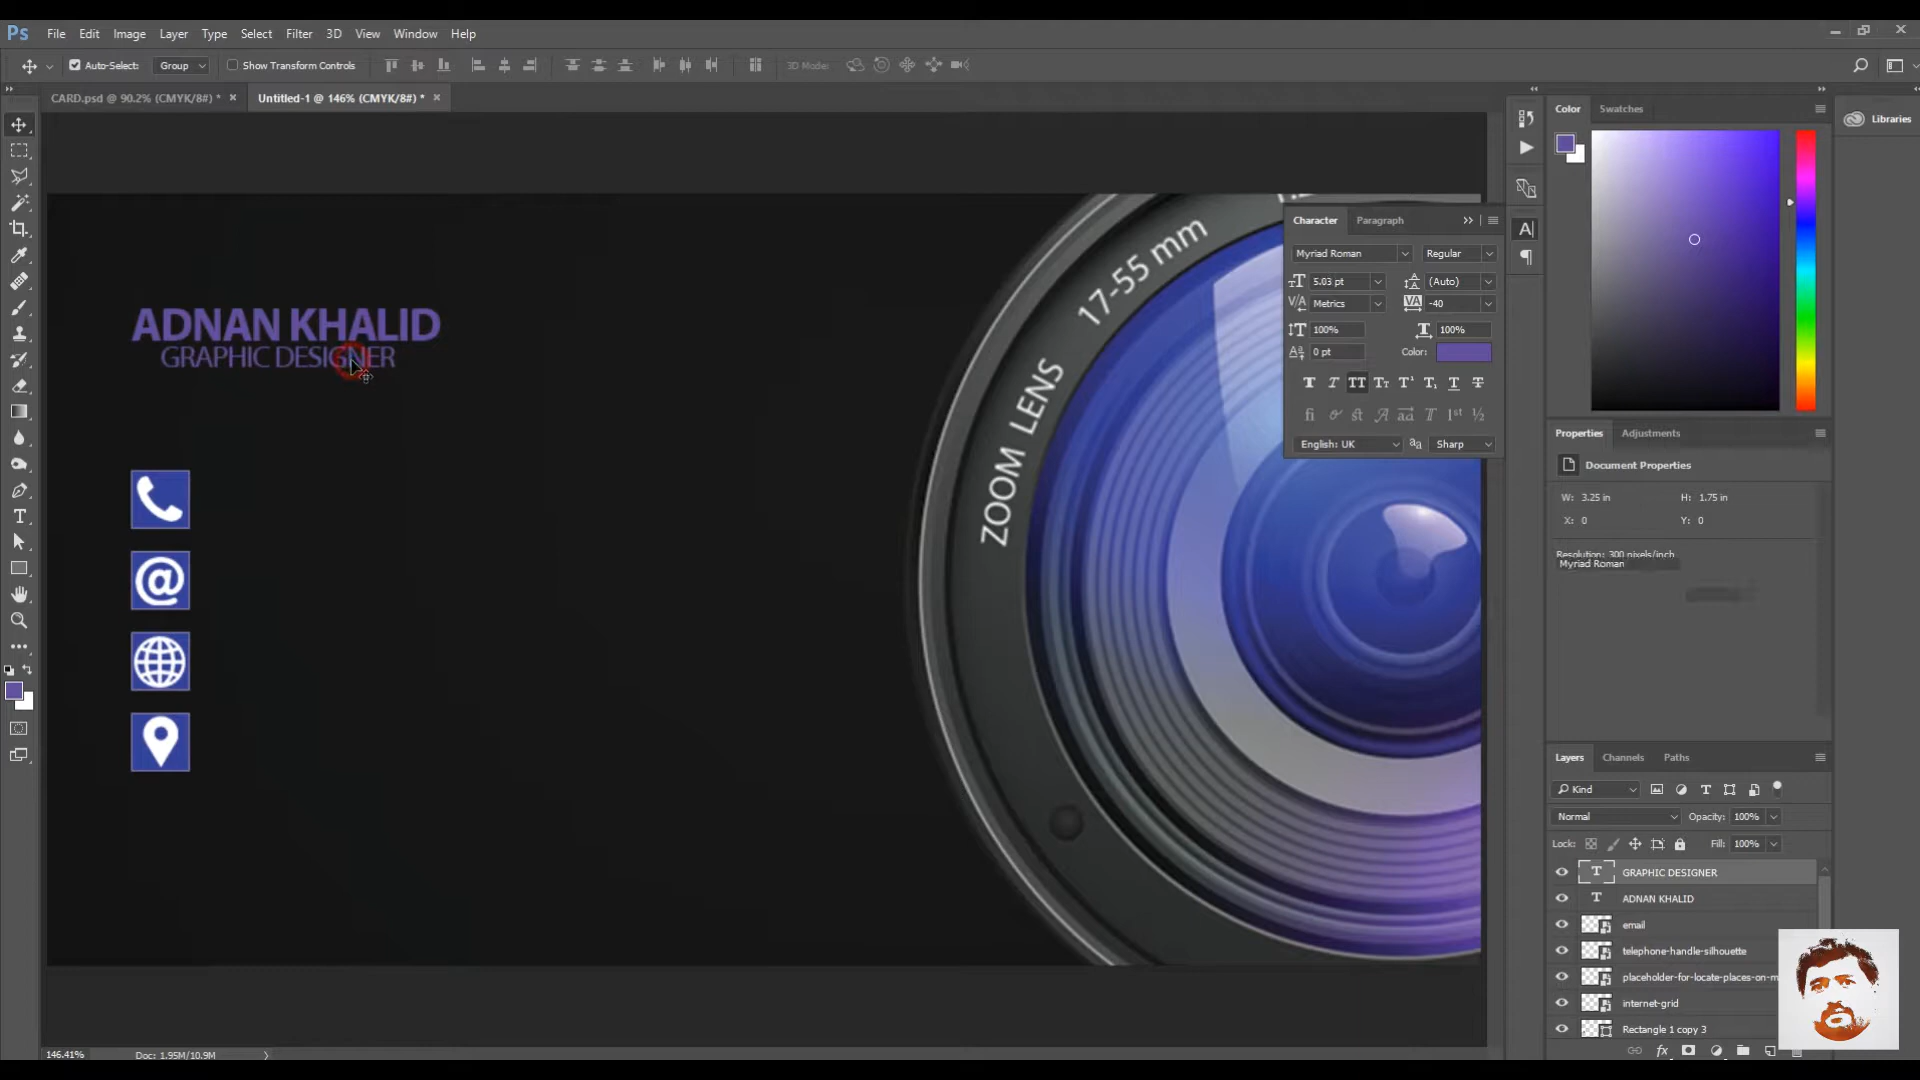 Ps File Edit Image Layer Type Select Filter 3D View Window Help
Auto-Select: Group Show Transform Controls 3D Mode:
CARD.psd @ 90.2% (CMYK/8#) * × Untitled-1 @ 146% (CMYK/8#) * ×
Color Swatches
Libraries
ADNAN KHALID
GRAPHIC DESIGNER
17-55 mm
ZOOM LENS
Character Paragraph
Myriad Roman Regular
5.03 pt (Auto)
Metrics -40
100% 100%
0 pt Color:
English: UK Sharp
Properties Adjustments
Document Properties
W: 3.25 in H: 1.75 in
X: 0 Y: 0
Resolution: 300 pixels/inch
Myriad Roman
Layers Channels Paths
Kind
Normal Opacity: 100%
Lock: Fill: 100%
GRAPHIC DESIGNER
ADNAN KHALID
email
telephone-handle-silhouette
placeholder-for-locate-places-on-m
internet-grid
Rectangle 1 copy 3
146.41% Doc: 1.95M/10.9M